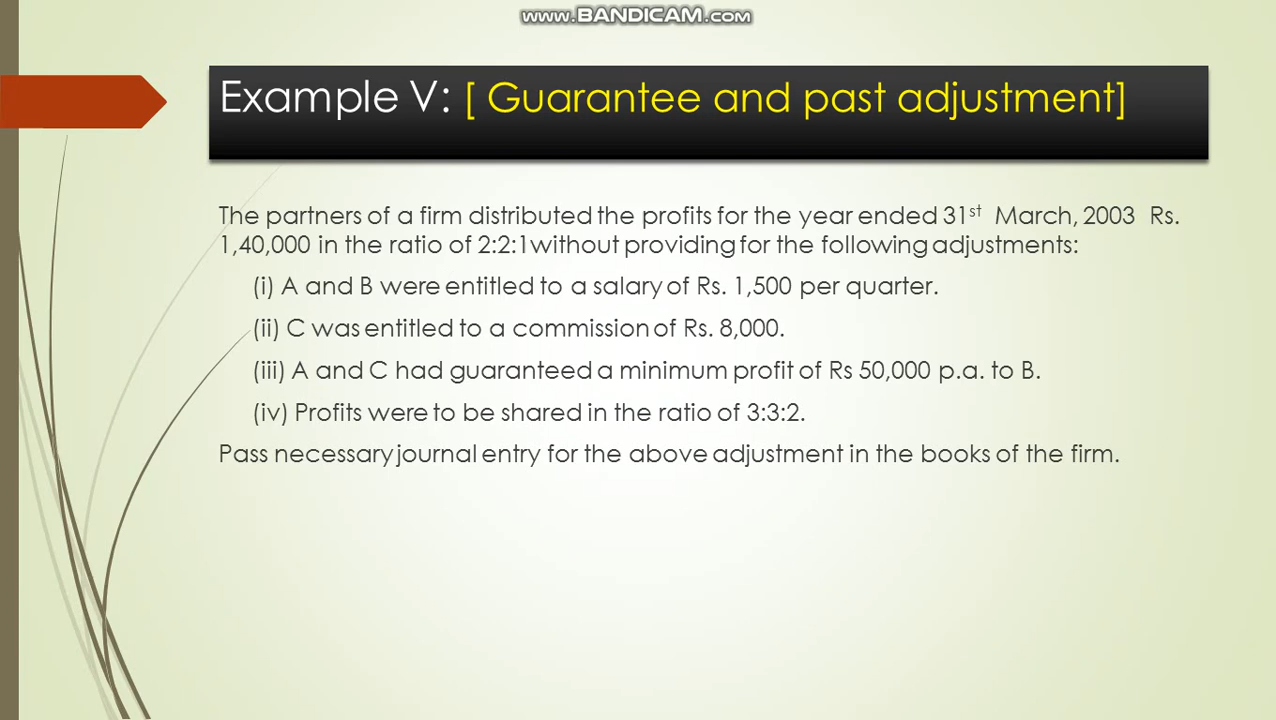 www.BANDICAM.com
Example V: [ Guarantee and past adjustment]
The partners of a firm distributed the profits for the year ended 31st March, 2003 Rs.
1,40,000 in the ratio of 2:2:1without providing for the following adjustments:
(i) A and B were entitled to a salary of Rs. 1,500 per quarter.
(ii) C was entitled to a commission of Rs. 8,000.
(iii) A and C had guaranteed a minimum profit of Rs 50,000 p.a. to B.
(iv) Profits were to be shared in the ratio of 3:3:2.
Pass necessary journal entry for the above adjustment in the books of the firm.